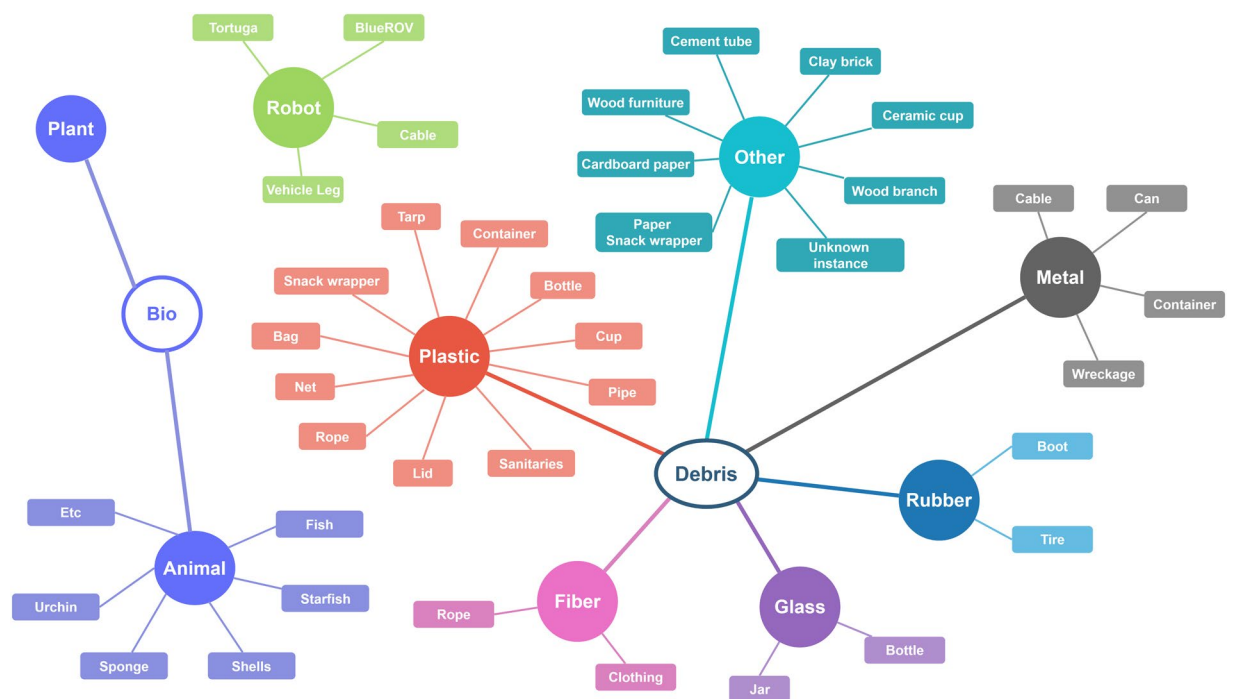 Tortuga
BlueROV
Robot
Cable
Vehicle Leg
Plant
Bio
Etc
Fish
Animal
Urchin
Starfish
Sponge
Shells
Tarp
Container
Snack wrapper
Bottle
Bag
Plastic
Cup
Net
Pipe
Rope
Lid
Sanitaries
Cement tube
Clay brick
Wood furniture
Ceramic cup
Other
Cardboard paper
Wood branch
Paper
Snack wrapper
Unknown
instance
Cable
Can
Metal
Container
Wreckage
Debris
Boot
Rubber
Tire
Fiber
Rope
Clothing
Glass
Bottle
Jar